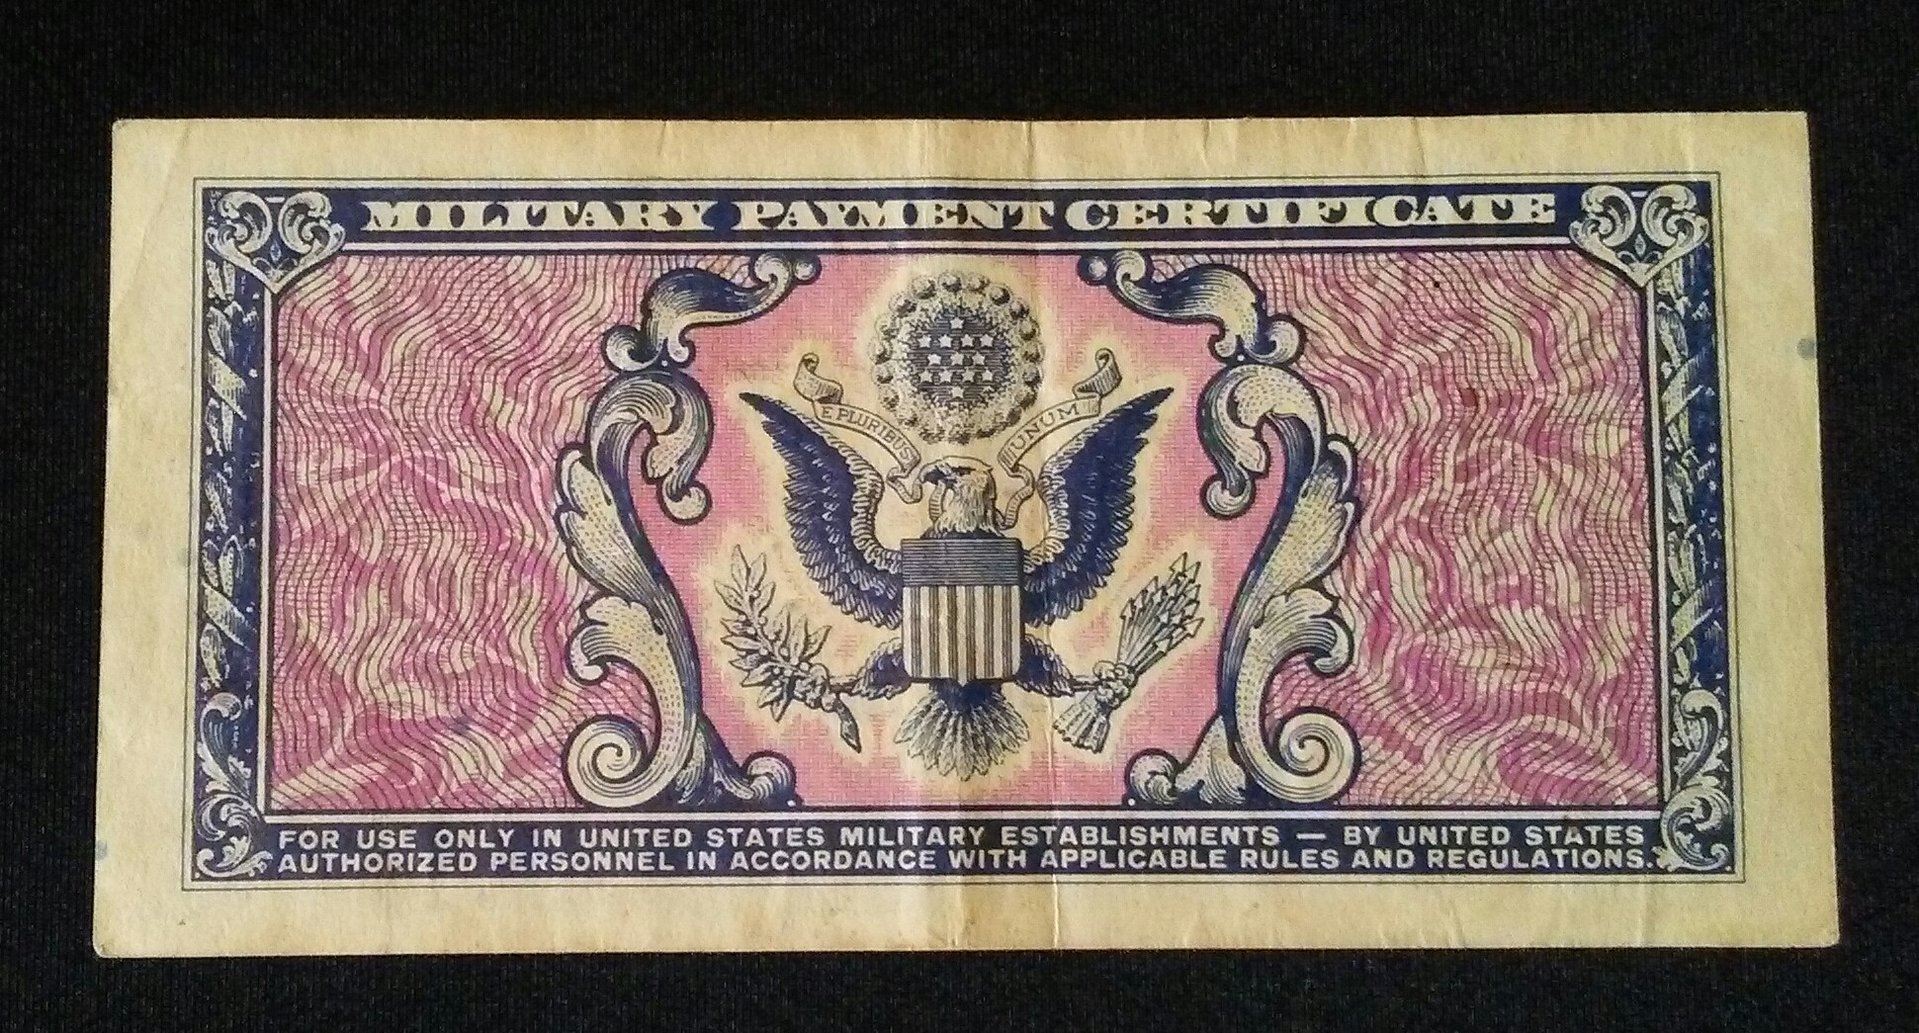 MILITARY PAYMENT CERTIFICATE
E PLURIBUS UNUM
FOR USE ONLY IN UNITED STATES MILITARY ESTABLISHMENTS — BY UNITED STATES
AUTHORIZED PERSONNEL IN ACCORDANCE WITH APPLICABLE RULES AND REGULATIONS.